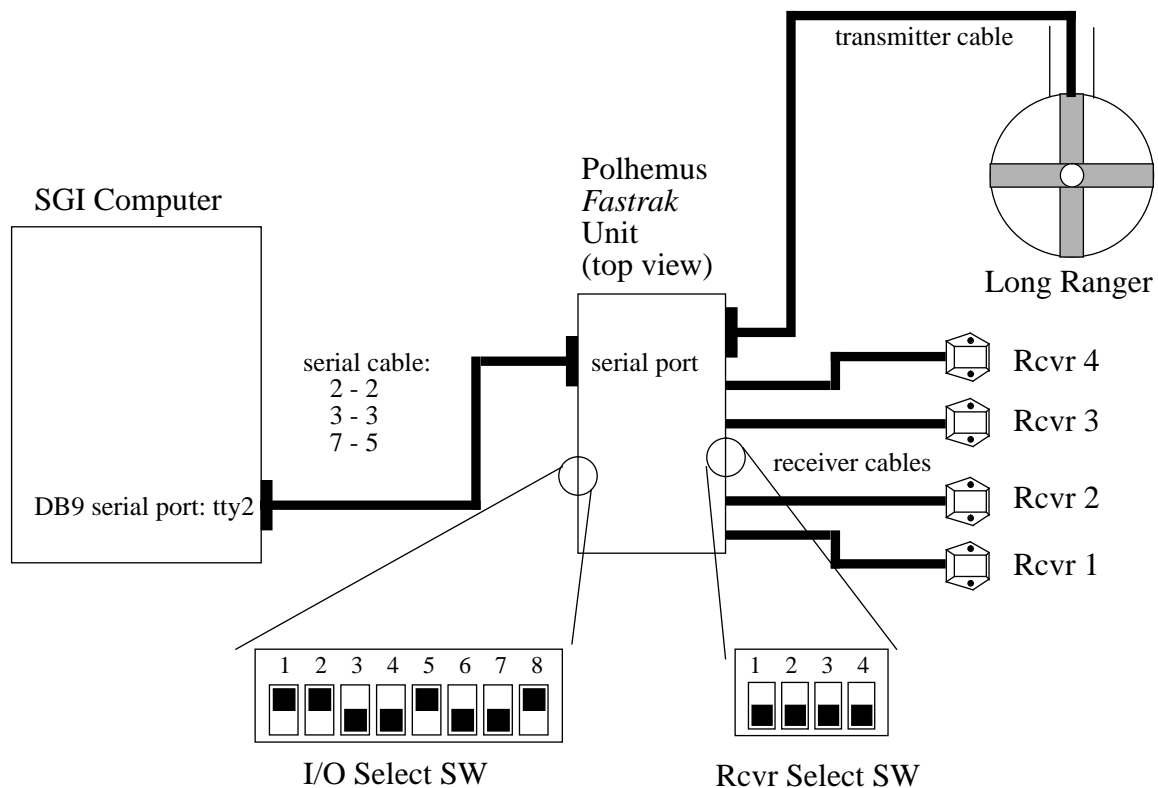 transmitter cable
Polhemus
Fastrak
Unit
(top view)
SGI Computer
Long Ranger
serial cable:
2 - 2
3 - 3
7 - 5
serial port
Rcvr 4
Rcvr 3
receiver cables
Rcvr 2
DB9 serial port: tty2
Rcvr 1
1 2 3 4 5 6 7 8
1 2 3 4
I/O Select SW
Rcvr Select SW